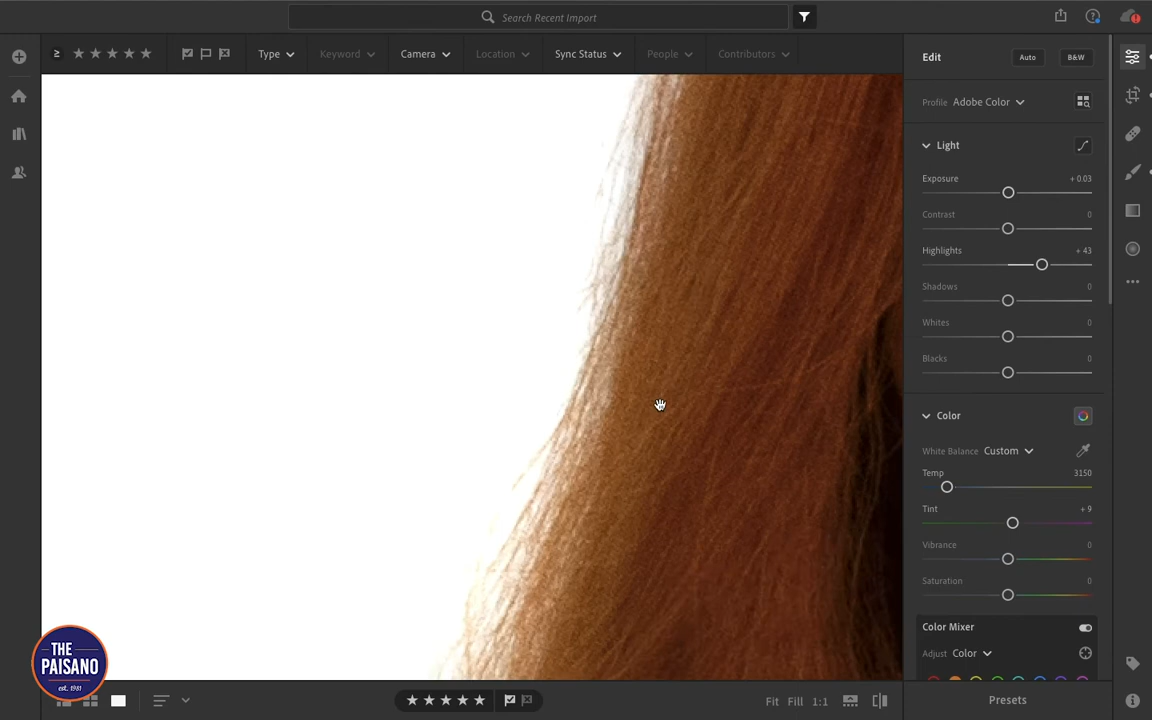 Search Recent Import
≥
Type
Keyword
Camera
Location
Sync Status
People
Contributors
Edit
Auto
B&W
Profile Adobe Color
Light
Exposure + 0.03
Contrast 0
Highlights + 43
Shadows 0
Whites 0
Blacks 0
Color
White Balance Custom
Temp 3150
Tint + 9
Vibrance 0
Saturation 0
Color Mixer
Adjust Color
THE
PAISANO
est. 1981
Fit Fill 1:1
Presets